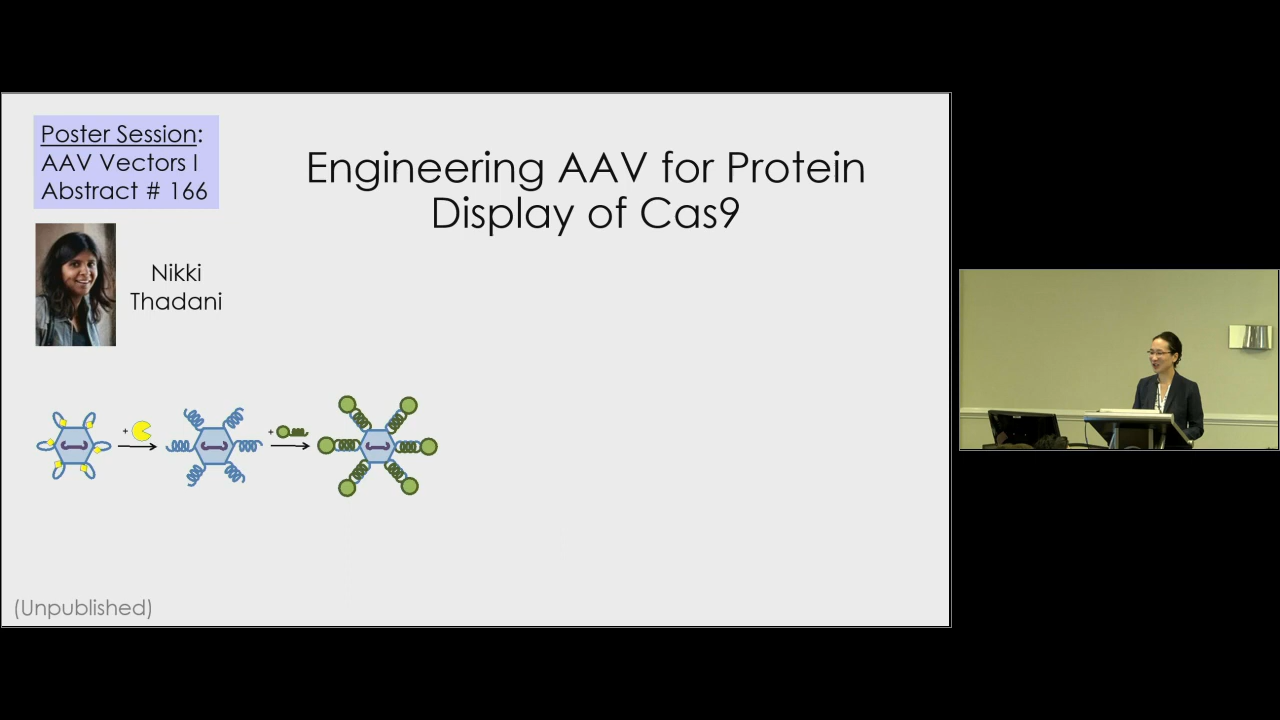 Poster Session:
AAV Vectors I
Abstract # 166
Engineering AAV for Protein
Display of Cas9
Nikki
Thadani
+
+
(Unpublished)